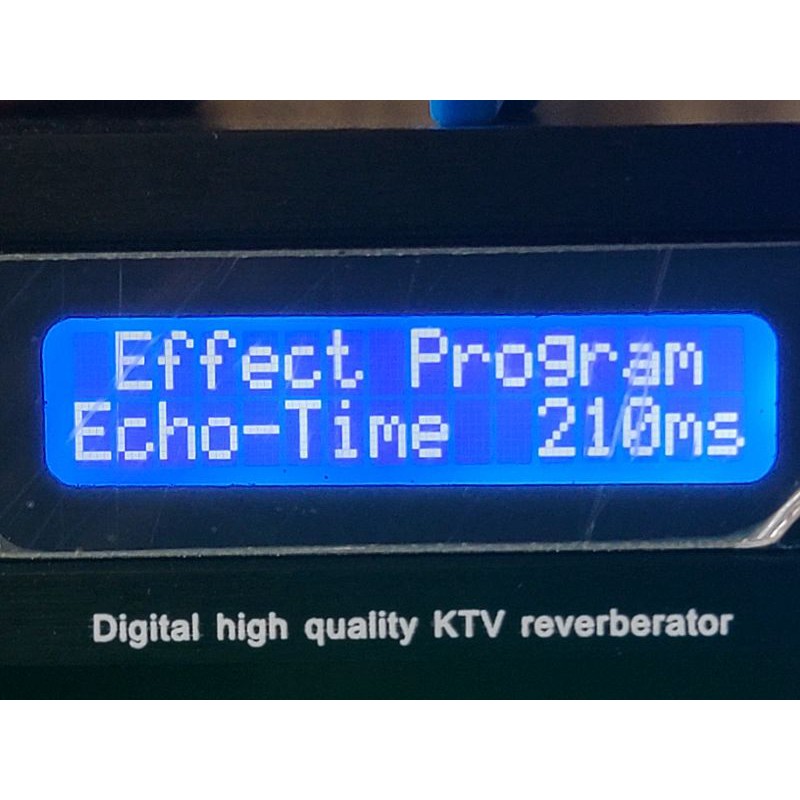 Effect Program
Echo-Time 210ms
Digital high quality KTV reverberator